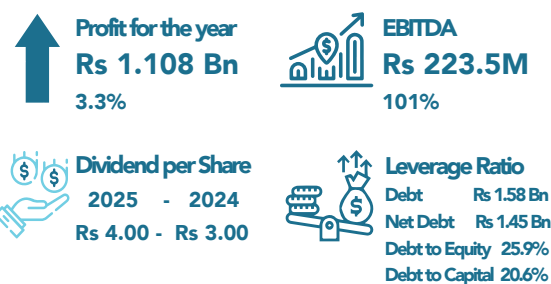 Profit for the year
Rs 1.108 Bn
3.3%
EBITDA
Rs 223.5M
101%
Dividend per Share
2025 - 2024
Rs 4.00 - Rs 3.00
Leverage Ratio
Debt Rs 1.58 Bn
Net Debt Rs 1.45 Bn
Debt to Equity 25.9%
Debt to Capital 20.6%